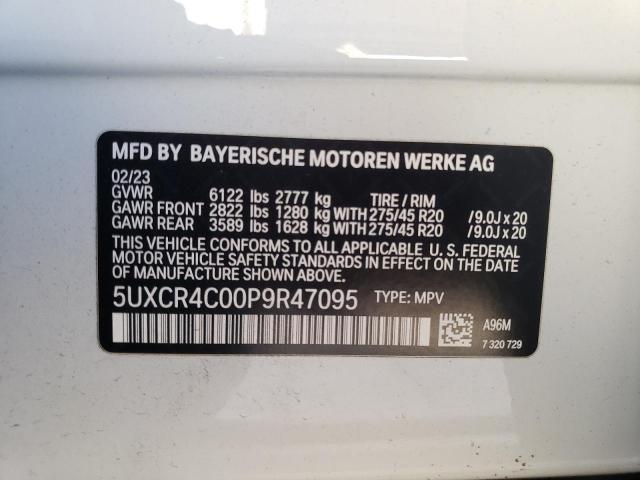 MFD BY BAYERISCHE MOTOREN WERKE AG
02/23
GVWR 6122 lbs 2777 kg TIRE / RIM
GAWR FRONT 2822 lbs 1280 kg WITH 275/45 R20 / 9.0J x 20
GAWR REAR 3589 lbs 1628 kg WITH 275/45 R20 / 9.0J x 20
THIS VEHICLE CONFORMS TO ALL APPLICABLE U. S. FEDERAL
MOTOR VEHICLE SAFETY STANDARDS IN EFFECT ON THE DATE
OF MANUFACTURE SHOWN ABOVE.
5UXCR4C00P9R47095 TYPE: MPV
A96M
7 320 729